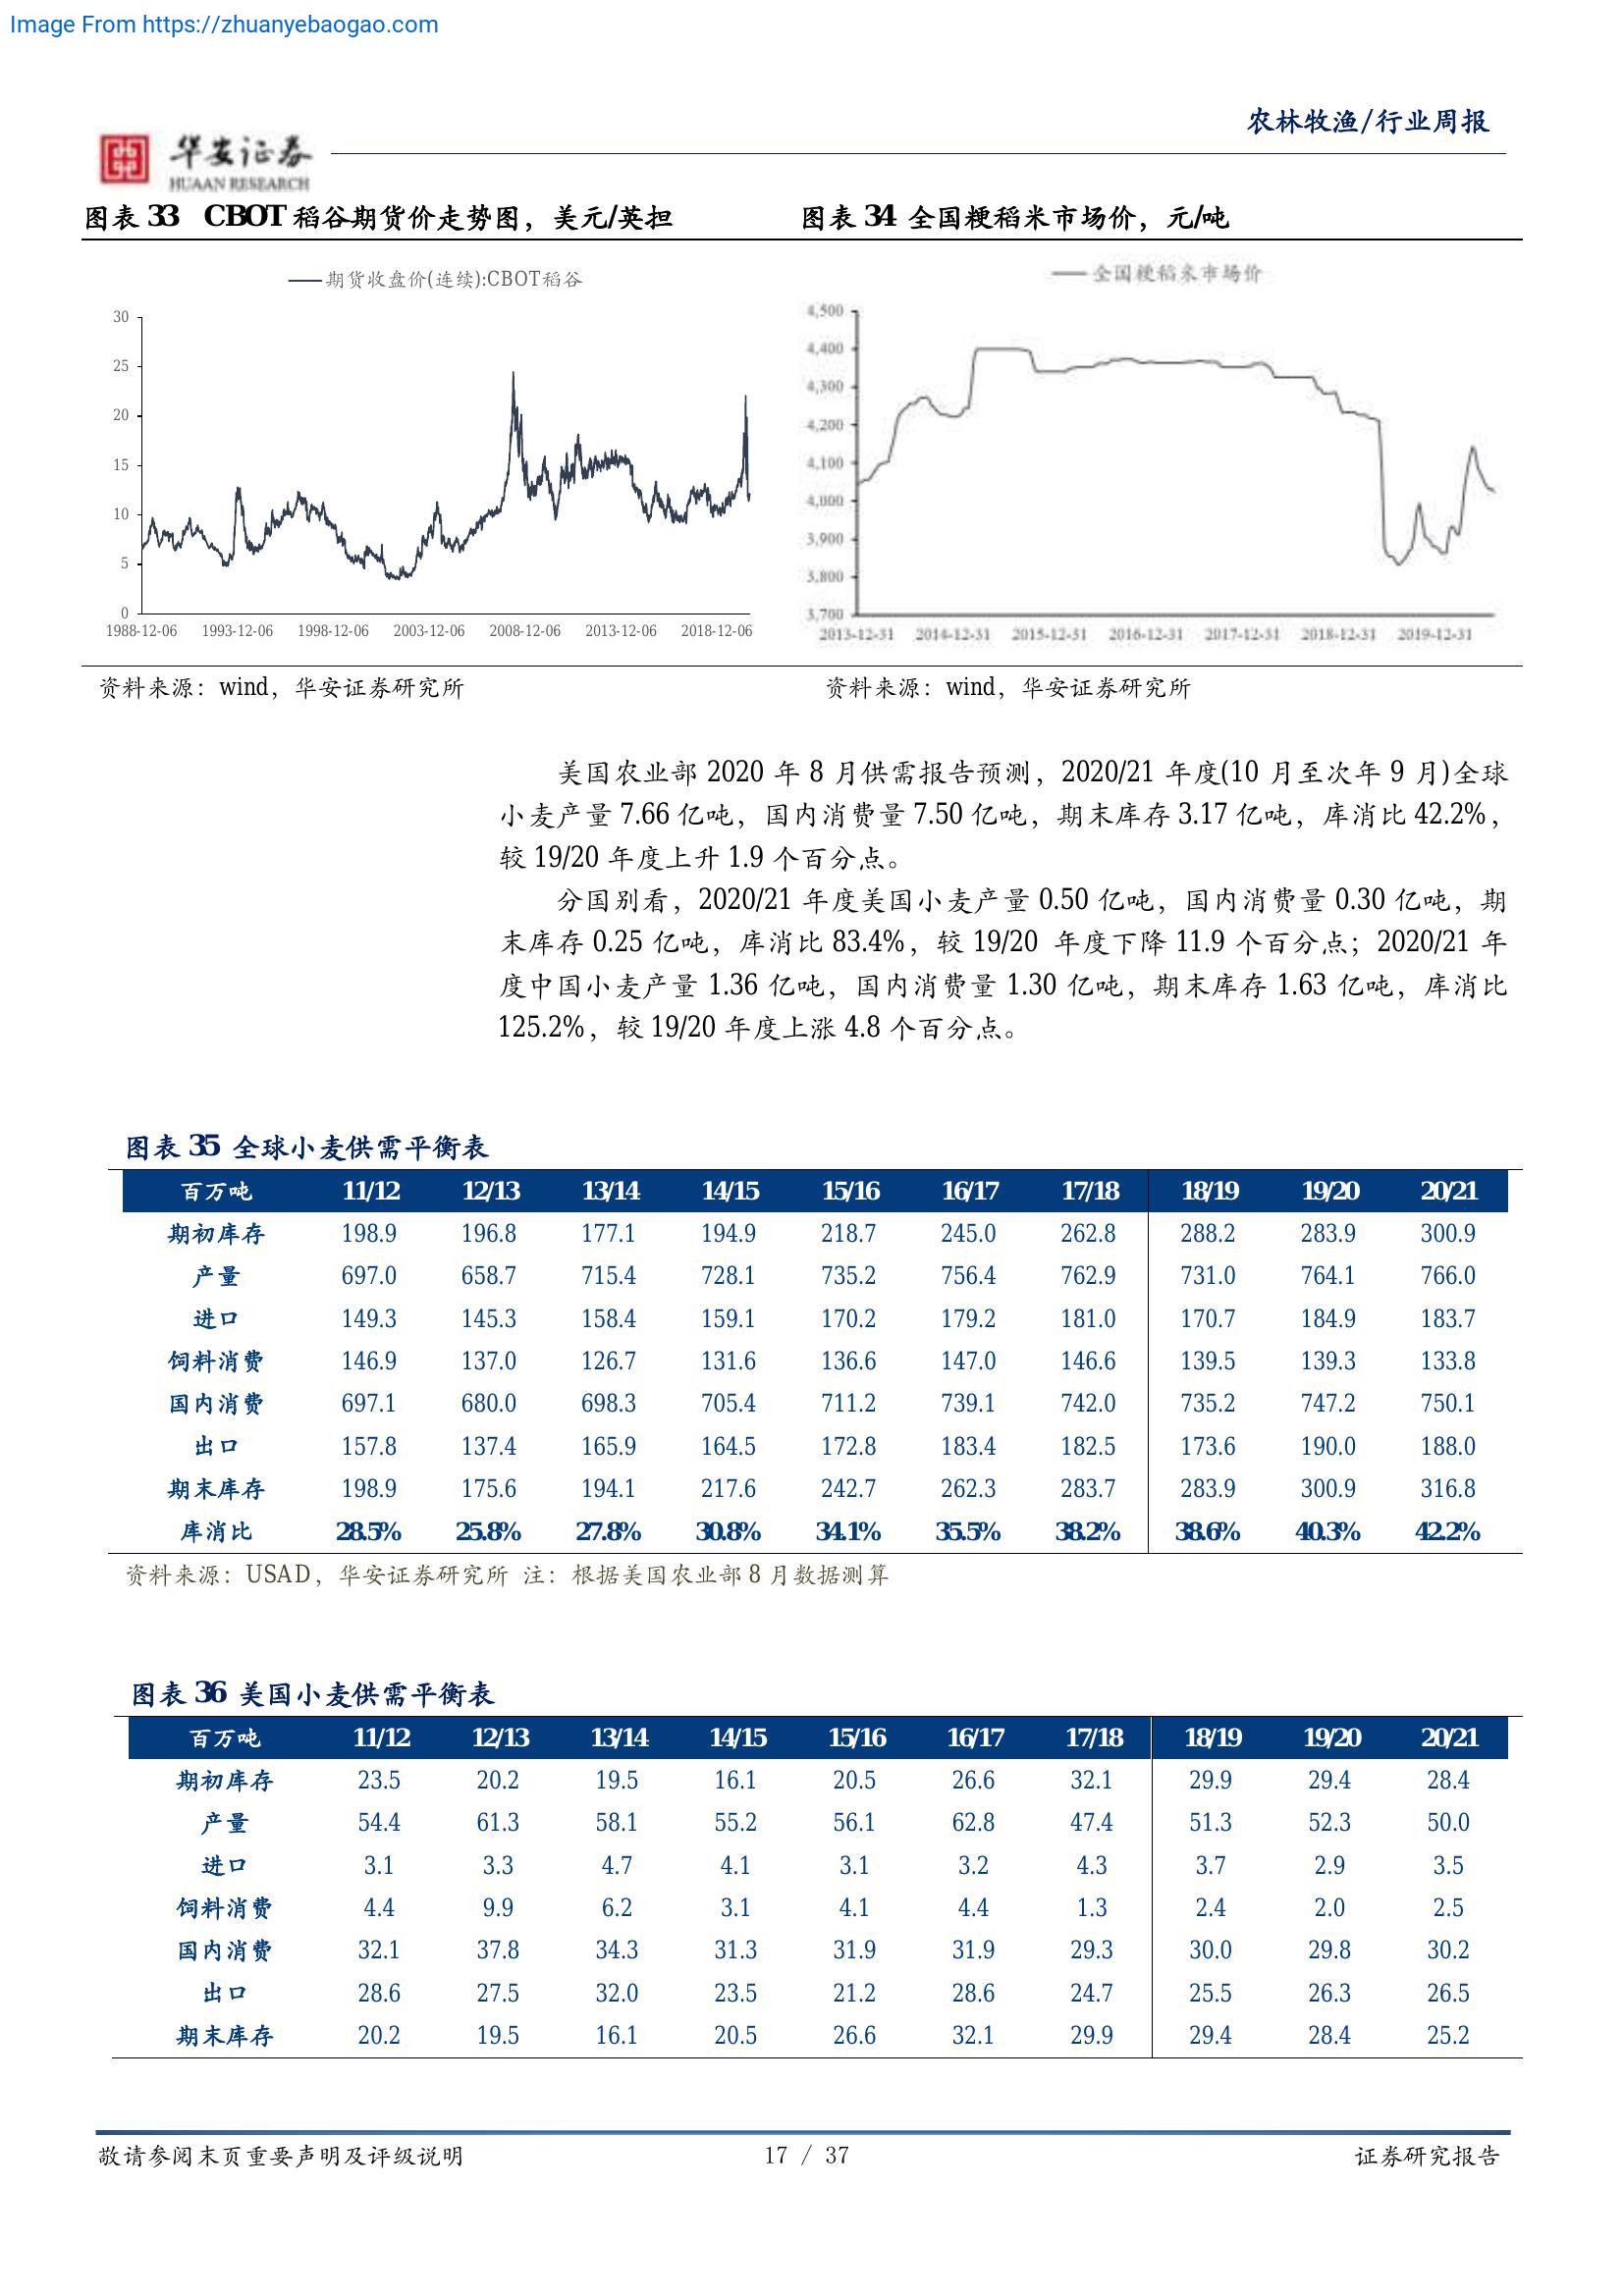 Image From https://zhuanyebaogao.com
农林牧渔/行业周报
华安证券
HUAAN RESEARCH
图表 33 CBOT 稻谷期货价走势图，美元/英担
图表 34 全国粳稻米市场价，元/吨
期货收盘价(连续):CBOT稻谷
30
25
20
15
10
5
0
1988-12-06 1993-12-06 1998-12-06 2003-12-06 2008-12-06 2013-12-06 2018-12-06
全国粳稻米市场价
4,500
4,400
4,300
4,200
4,100
4,000
3,900
3,800
3,700
2013-12-31 2014-12-31 2015-12-31 2016-12-31 2017-12-31 2018-12-31 2019-12-31
资料来源：wind，华安证券研究所
资料来源：wind，华安证券研究所
美国农业部 2020 年 8 月供需报告预测，2020/21 年度(10 月至次年 9 月)全球
小麦产量 7.66 亿吨，国内消费量 7.50 亿吨，期末库存 3.17 亿吨，库消比 42.2%，
较 19/20 年度上升 1.9 个百分点。
分国别看，2020/21 年度美国小麦产量 0.50 亿吨，国内消费量 0.30 亿吨，期
末库存 0.25 亿吨，库消比 83.4%，较 19/20 年度下降 11.9 个百分点；2020/21 年
度中国小麦产量 1.36 亿吨，国内消费量 1.30 亿吨，期末库存 1.63 亿吨，库消比
125.2%，较 19/20 年度上涨 4.8 个百分点。
图表 35 全球小麦供需平衡表
百万吨 11/12 12/13 13/14 14/15 15/16 16/17 17/18 18/19 19/20 20/21
期初库存 198.9 196.8 177.1 194.9 218.7 245.0 262.8 288.2 283.9 300.9
产量 697.0 658.7 715.4 728.1 735.2 756.4 762.9 731.0 764.1 766.0
进口 149.3 145.3 158.4 159.1 170.2 179.2 181.0 170.7 184.9 183.7
饲料消费 146.9 137.0 126.7 131.6 136.6 147.0 146.6 139.5 139.3 133.8
国内消费 697.1 680.0 698.3 705.4 711.2 739.1 742.0 735.2 747.2 750.1
出口 157.8 137.4 165.9 164.5 172.8 183.4 182.5 173.6 190.0 188.0
期末库存 198.9 175.6 194.1 217.6 242.7 262.3 283.7 283.9 300.9 316.8
库消比 28.5% 25.8% 27.8% 30.8% 34.1% 35.5% 38.2% 38.6% 40.3% 42.2%
资料来源：USAD，华安证券研究所 注：根据美国农业部 8 月数据测算
图表 36 美国小麦供需平衡表
百万吨 11/12 12/13 13/14 14/15 15/16 16/17 17/18 18/19 19/20 20/21
期初库存 23.5 20.2 19.5 16.1 20.5 26.6 32.1 29.9 29.4 28.4
产量 54.4 61.3 58.1 55.2 56.1 62.8 47.4 51.3 52.3 50.0
进口 3.1 3.3 4.7 4.1 3.1 3.2 4.3 3.7 2.9 3.5
饲料消费 4.4 9.9 6.2 3.1 4.1 4.4 1.3 2.4 2.0 2.5
国内消费 32.1 37.8 34.3 31.3 31.9 31.9 29.3 30.0 29.8 30.2
出口 28.6 27.5 32.0 23.5 21.2 28.6 24.7 25.5 26.3 26.5
期末库存 20.2 19.5 16.1 20.5 26.6 32.1 29.9 29.4 28.4 25.2
敬请参阅末页重要声明及评级说明
17 / 37
证券研究报告